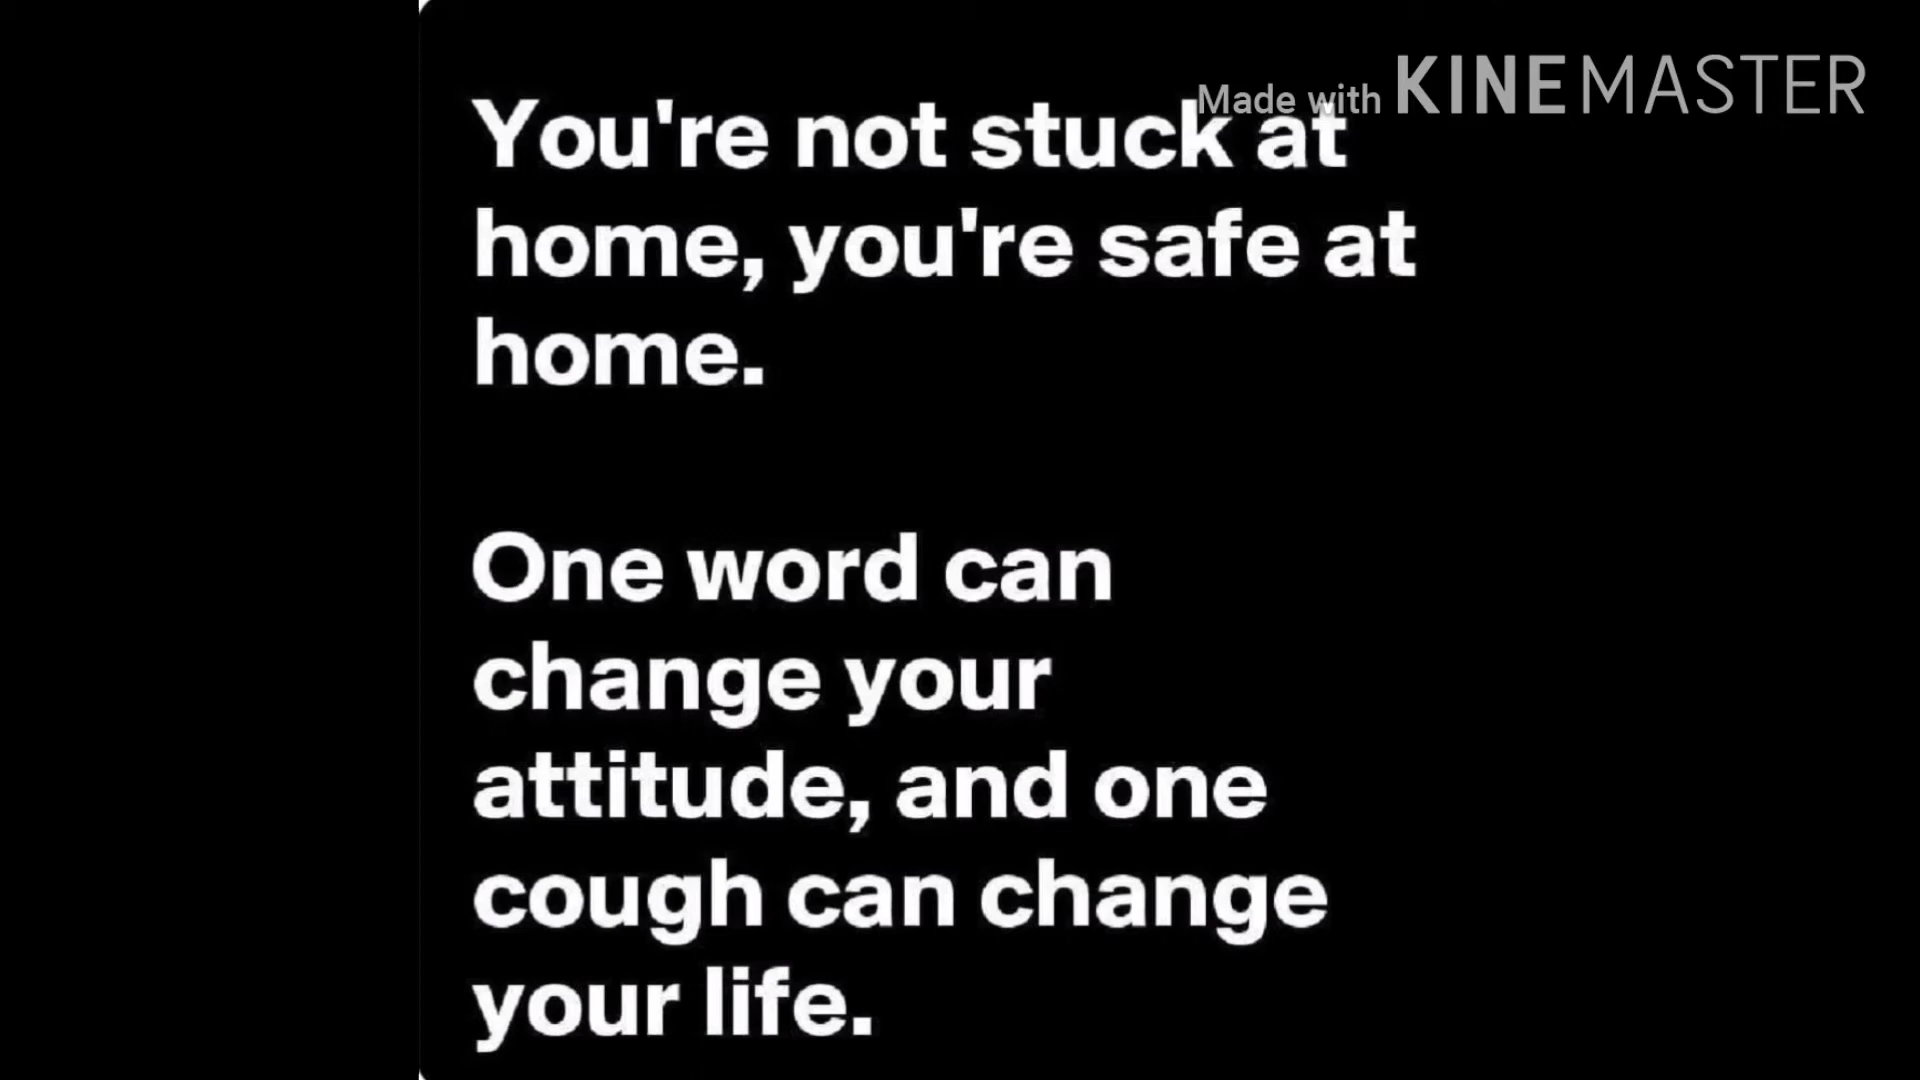 Made with KINEMASTER
You're not stuck at
home, you're safe at
home.
One word can
change your
attitude, and one
cough can change
your life.